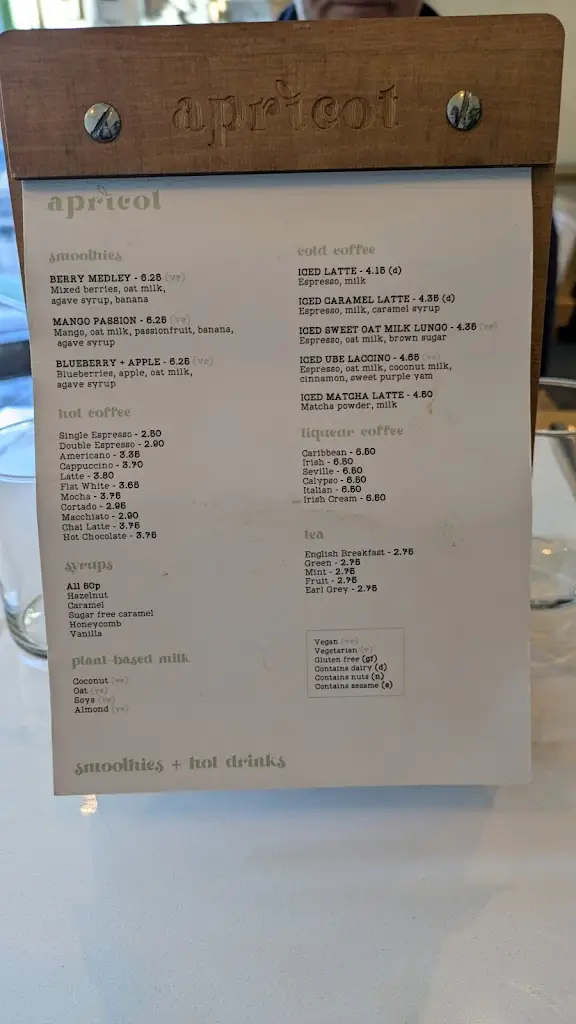 apricot
apricot
smoothies
BERRY MEDLEY - 6.25 (ve)
Mixed berries, oat milk,
agave syrup, banana
MANGO PASSION - 6.25 (ve)
Mango, oat milk, passionfruit, banana,
agave syrup
BLUEBERRY + APPLE - 6.25 (ve)
Blueberries, apple, oat milk,
agave syrup
hot coffee
Single Espresso - 2.50
Double Espresso - 2.90
Americano - 3.35
Cappuccino - 3.70
Latte - 3.80
Flat White - 3.65
Mocha - 3.75
Cortado - 2.95
Macchiato - 2.90
Chai Latte - 3.75
Hot Chocolate - 3.75
syrups
All 50p
Hazelnut
Caramel
Sugar free caramel
Honeycomb
Vanilla
plant-based milk
Coconut (ve)
Oat (ve)
Soya (ve)
Almond (ve)
cold coffee
ICED LATTE - 4.15 (d)
Espresso, milk
ICED CARAMEL LATTE - 4.35 (d)
Espresso, milk, caramel syrup
ICED SWEET OAT MILK LUNGO - 4.35 (ve)
Espresso, oat milk, brown sugar
ICED UBE LACCINO - 4.65 (ve)
Espresso, oat milk, coconut milk,
cinnamon, sweet purple yam
ICED MATCHA LATTE - 4.50
Matcha powder, milk
liqueur coffee
Caribbean - 6.50
Irish - 6.50
Seville - 6.50
Calypso - 6.50
Italian - 6.50
Irish Cream - 6.50
tea
English Breakfast - 2.75
Green - 2.75
Mint - 2.75
Fruit - 2.75
Earl Grey - 2.75
Vegan (ve)
Vegetarian (v)
Gluten free (gf)
Contains dairy (d)
Contains nuts (n)
Contains sesame (s)
smoothies + hot drinks